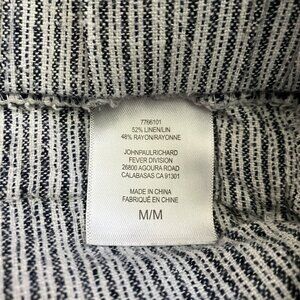 7766101
52% LINEN/LIN
48% RAYON/RAYONNE
JOHNPAULRICHARD
FEVER DIVISION
26800 AGOURA ROAD
CALABASAS CA 91301
MADE IN CHINA
FABRIQUÉ EN CHINE
M/M